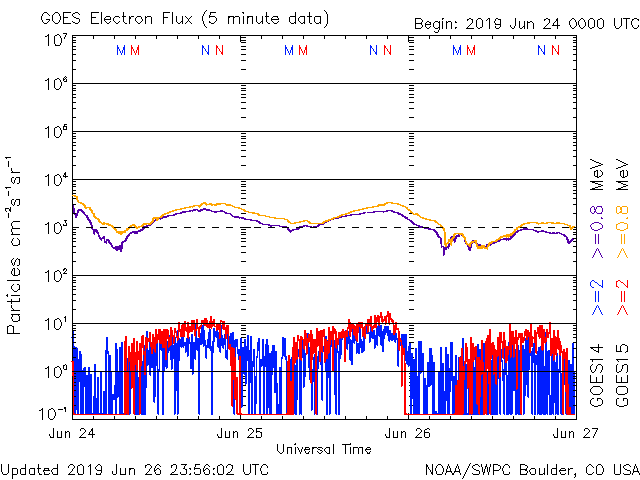 GOES Electron Flux (5 minute data)
Begin: 2019 Jun 24 0000 UTC
M M N N M M N N M M N N
10⁷
10⁶
10⁵
10⁴
10³
10²
10¹
10⁰
10⁻¹
Particles cm⁻²s⁻¹sr⁻¹
Jun 24 Jun 25 Jun 26 Jun 27
Universal Time
GOES14 >=2 >=0.8 MeV
GOES15 >=2 >=0.8 MeV
Updated 2019 Jun 26 23:56:02 UTC
NOAA/SWPC Boulder, CO USA